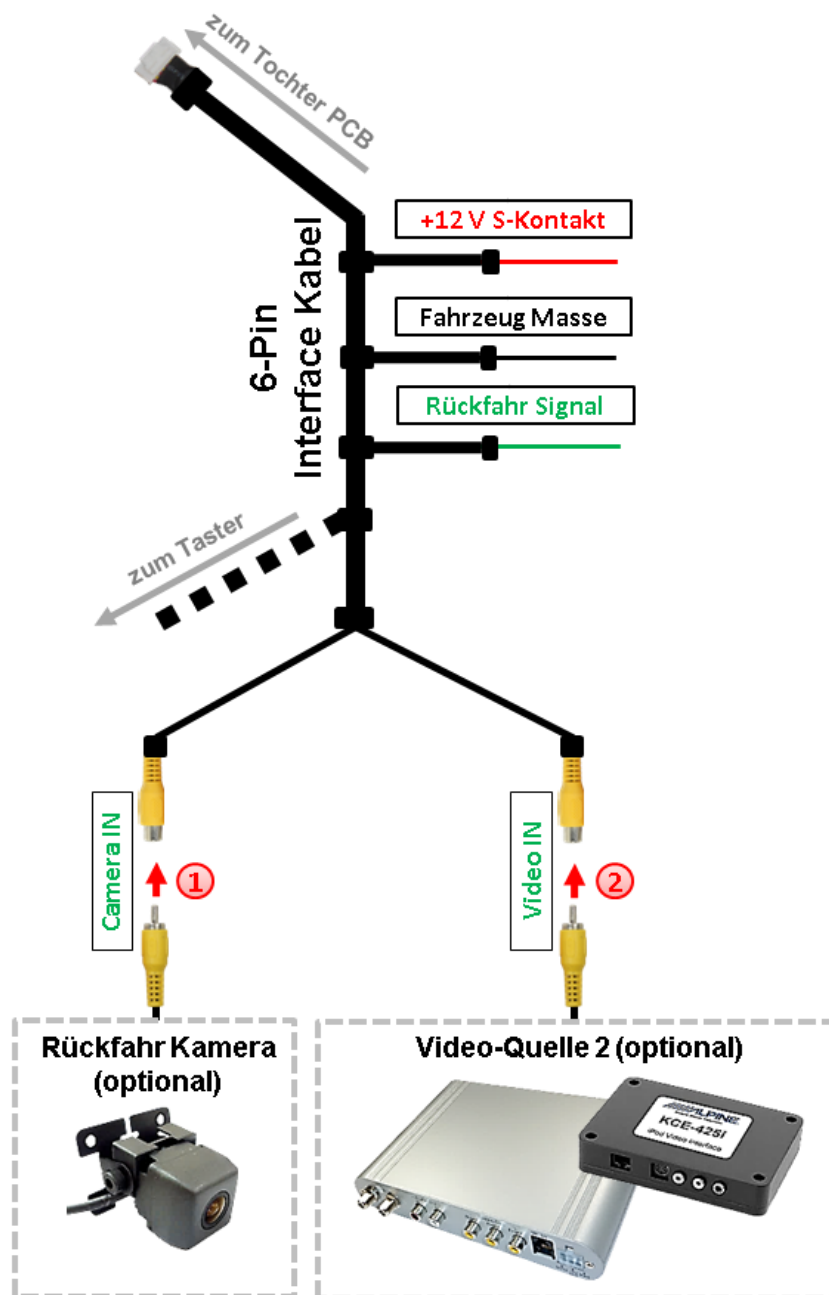 zum Tochter PCB
+12 V S-Kontakt
6-Pin
Interface Kabel
Fahrzeug Masse
Rückfahr Signal
zum Taster
Camera IN
1
Video IN
2
Rückfahr Kamera
(optional)
Video-Quelle 2 (optional)
ALPINE
KCE-425i
iPod Video Interface